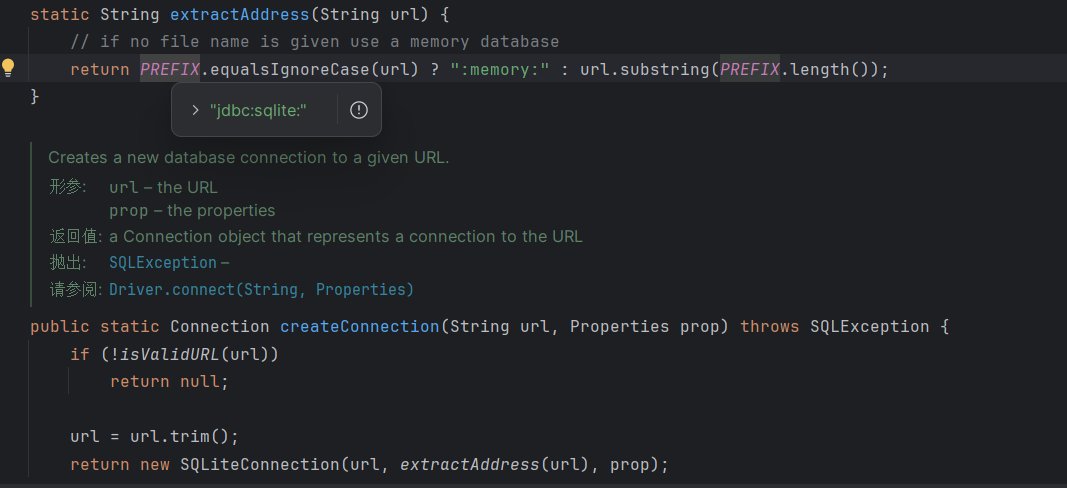 static String extractAddress(String url) {
// if no file name is given use a memory database
return PREFIX.equalsIgnoreCase(url) ? ":memory:" : url.substring(PREFIX.length());
}
"jdbc:sqlite:"
Creates a new database connection to a given URL.
形参: url – the URL
prop – the properties
返回值: a Connection object that represents a connection to the URL
抛出: SQLException –
请参阅: Driver.connect(String, Properties)
public static Connection createConnection(String url, Properties prop) throws SQLException {
if (!isValidURL(url))
return null;
url = url.trim();
return new SQLiteConnection(url, extractAddress(url), prop);